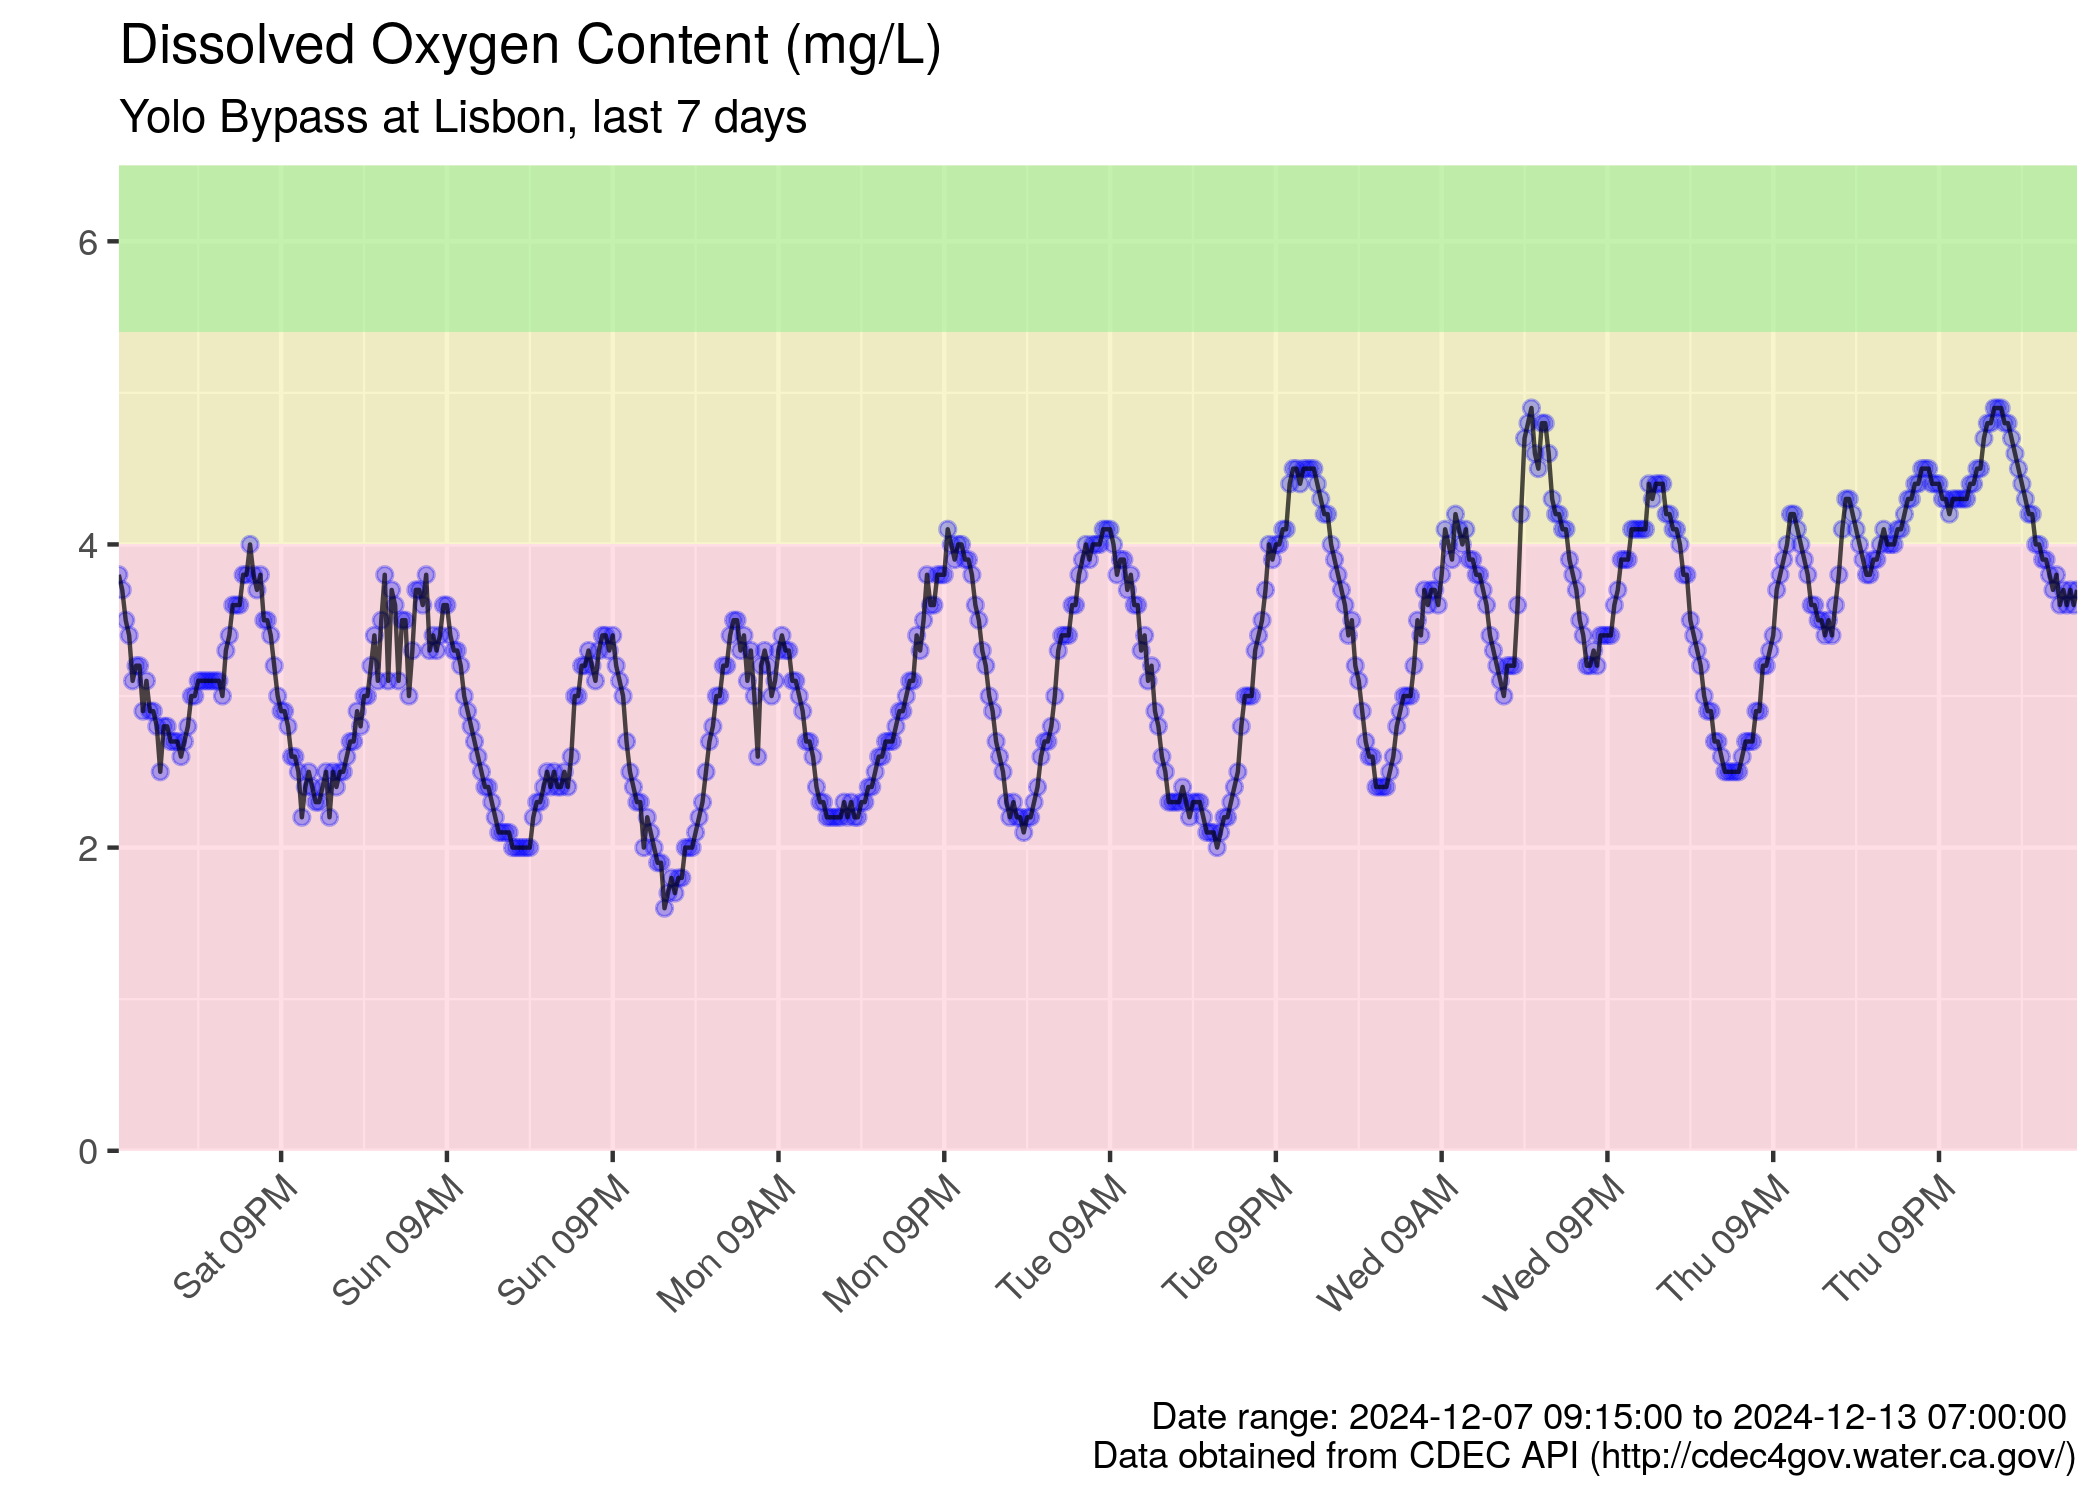 Dissolved Oxygen Content (mg/L)
Yolo Bypass at Lisbon, last 7 days
6
4
2
0
Sat 09PM
Sun 09AM
Sun 09PM
Mon 09AM
Mon 09PM
Tue 09AM
Tue 09PM
Wed 09AM
Wed 09PM
Thu 09AM
Thu 09PM
Date range: 2024-12-07 09:15:00 to 2024-12-13 07:00:00
Data obtained from CDEC API (http://cdec4gov.water.ca.gov/)